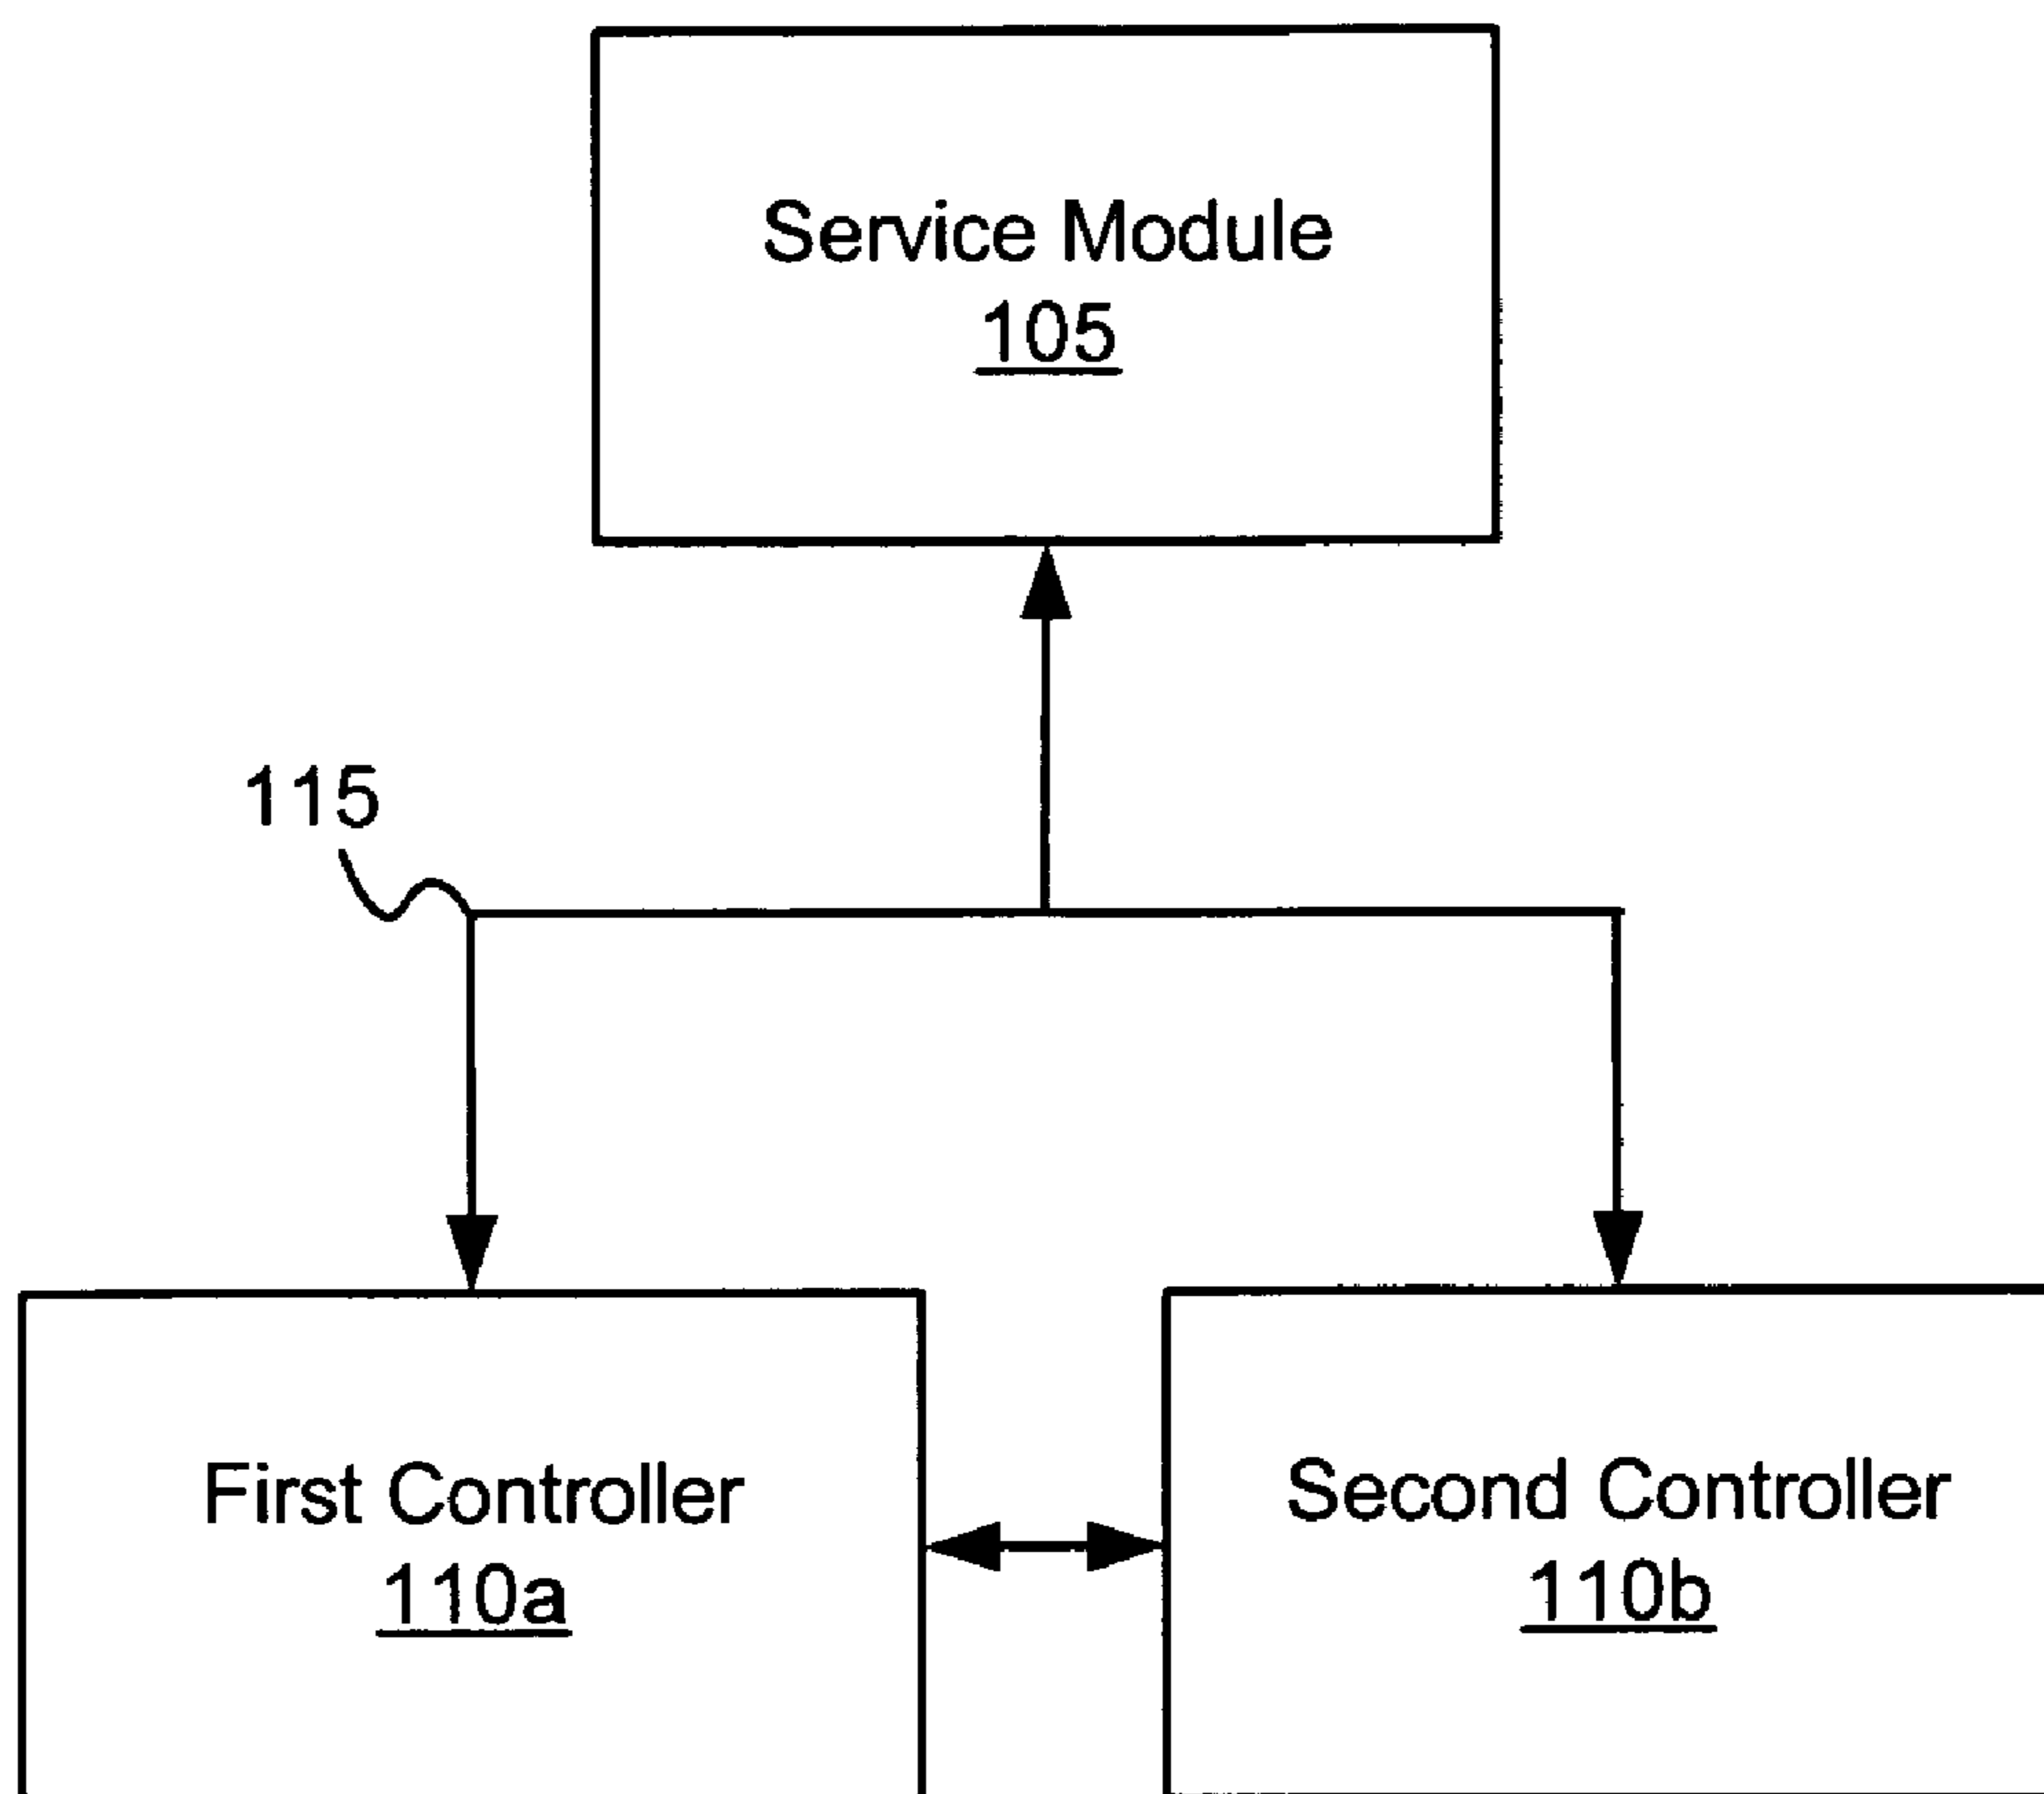 Service Module
105
115
First Controller
110a
Second Controller
110b